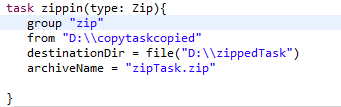 task zippin(type: Zip){
group "zip"
from "D:\\copytaskcopied"
destinationDir = file("D:\\zippedTask")
archiveName = "zipTask.zip"
}